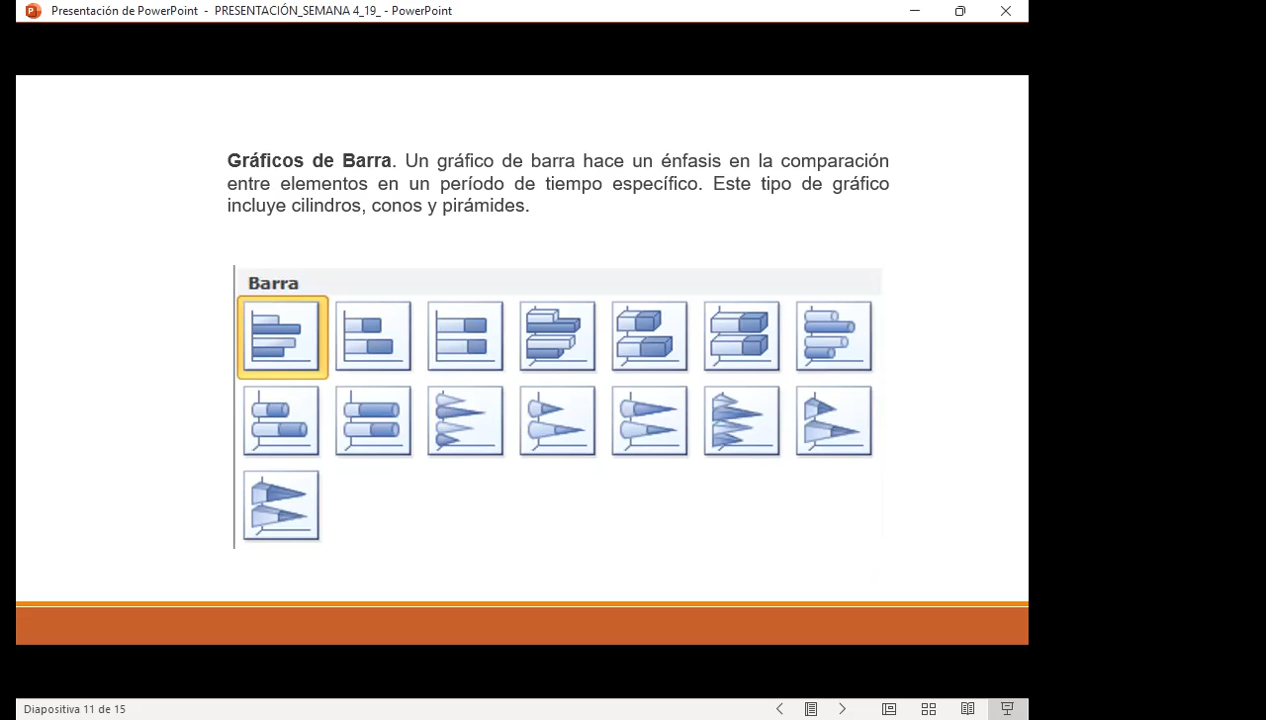 Presentación de PowerPoint - PRESENTACIÓN_SEMANA 4_19_ - PowerPoint
Gráficos de Barra. Un gráfico de barra hace un énfasis en la comparación
entre elementos en un período de tiempo específico. Este tipo de gráfico
incluye cilindros, conos y pirámides.
Barra
Diapositiva 11 de 15